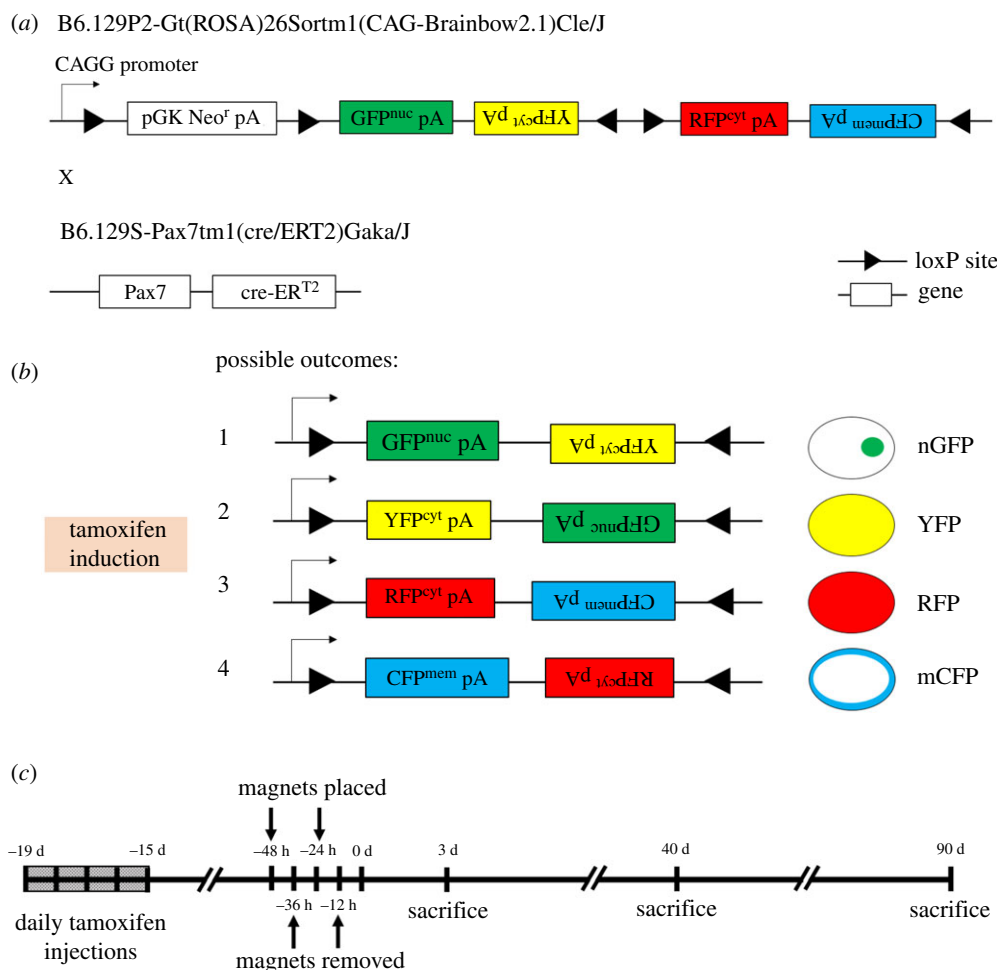 (a) B6.129P2-Gt(ROSA)26Sortm1(CAG-Brainbow2.1)Cle/J
CAGG promoter
pGK Neoʳ pA
GFPⁿᵘᶜ pA
YFPcyt pA
RFPcyt pA
CFPmem pA
X
B6.129S-Pax7tm1(cre/ERT2)Gaka/J
Pax7
cre-ERT2
loxP site
gene
(b)
possible outcomes:
tamoxifen
induction
1
GFPnuc pA
YFPcyt pA
nGFP
2
YFPcyt pA
GFPnuc pA
YFP
3
RFPcyt pA
CFPmem pA
RFP
4
CFPmem pA
RFPcyt pA
mCFP
(c)
magnets placed
–19 d
–15 d
–48 h
–24 h
0 d
3 d
40 d
90 d
–36 h
–12 h
daily tamoxifen
injections
magnets removed
sacrifice
sacrifice
sacrifice